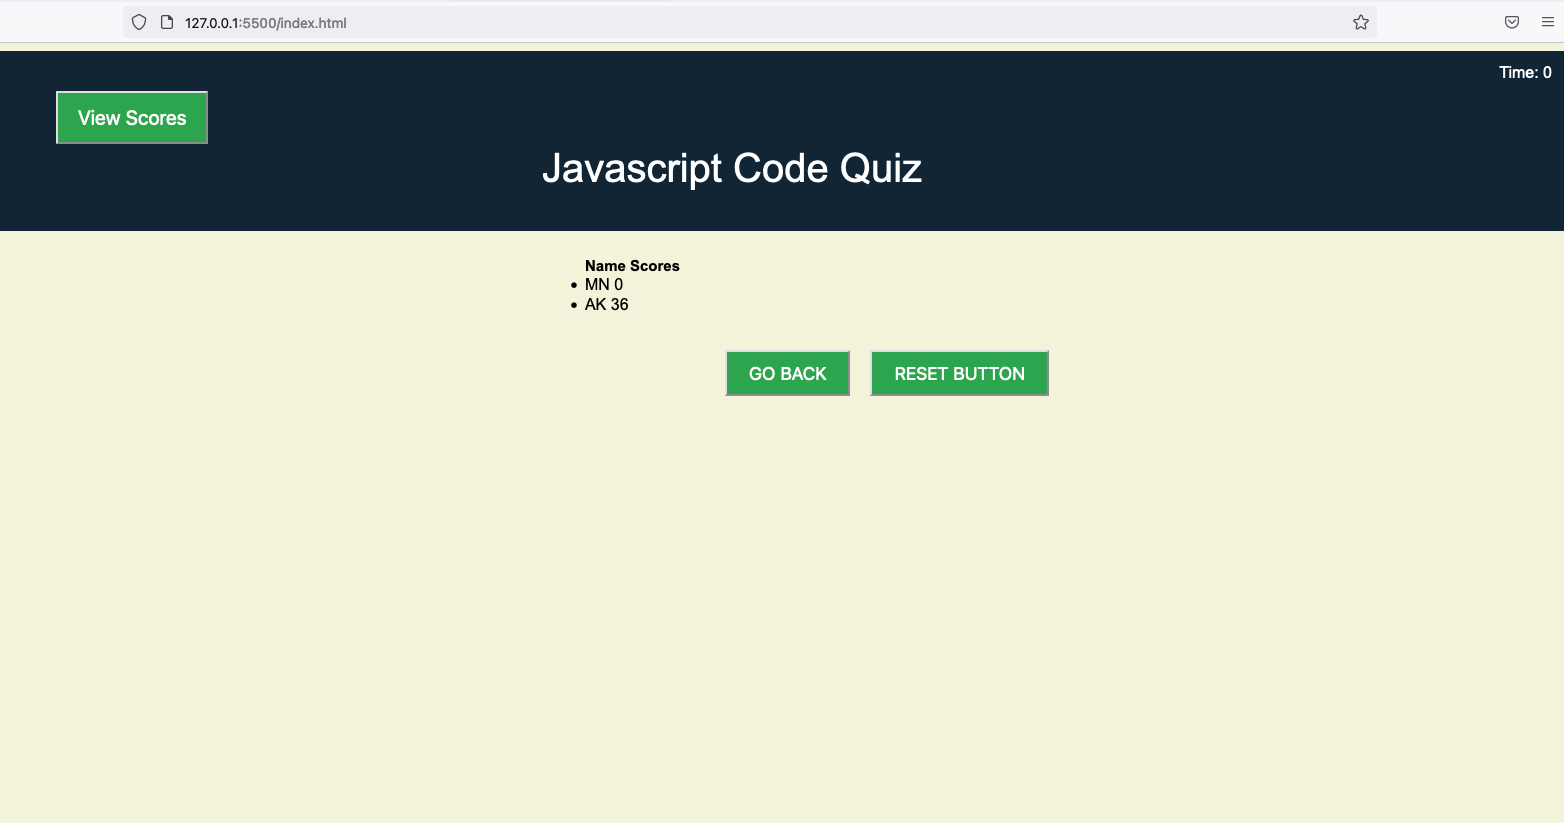 127.0.0.1:5500/index.html
Time: 0
View Scores
Javascript Code Quiz
Name Scores
MN 0
AK 36
GO BACK RESET BUTTON